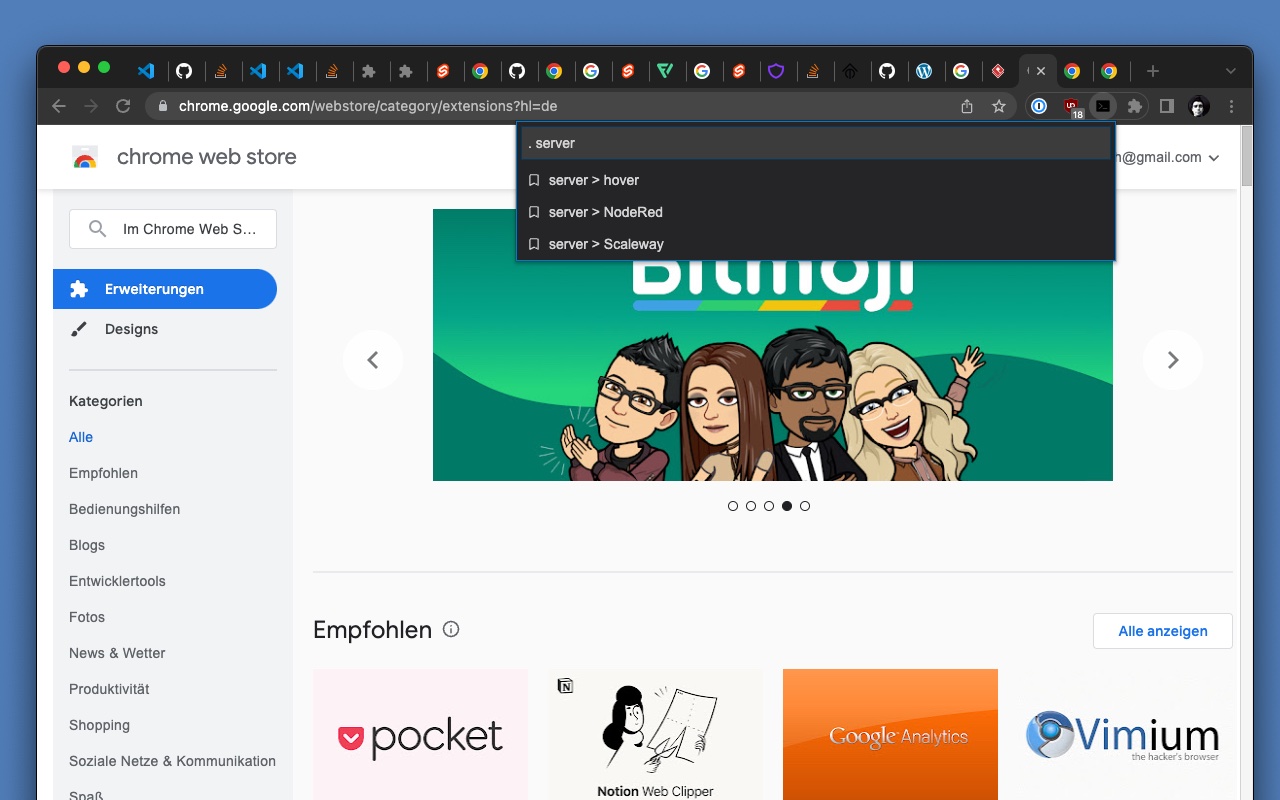 chrome.google.com/webstore/category/extensions?hl=de
18
. server
server > hover
server > NodeRed
server > Scaleway
chrome web store
@gmail.com
Im Chrome Web S...
Erweiterungen
Designs
Kategorien
Alle
Empfohlen
Bedienungshilfen
Blogs
Entwicklertools
Fotos
News & Wetter
Produktivität
Shopping
Soziale Netze & Kommunikation
Spaß
Bitmoji
Empfohlen
Alle anzeigen
pocket
N
Notion Web Clipper
Google Analytics
Vimium
the hacker's browser